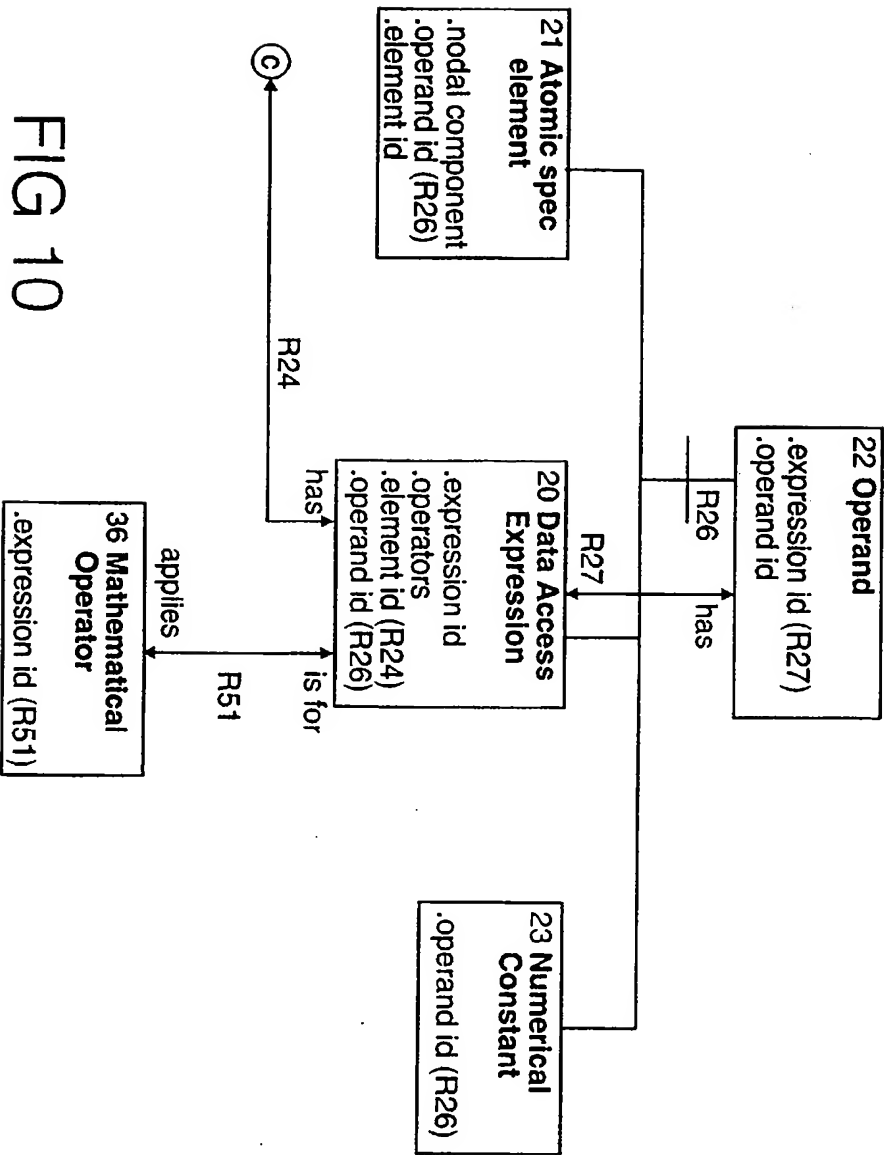 22 Operand
.expression id (R27)
.operand id
R26
has
R27
21 Atomic spec
element
.nodal component
.operand id (R26)
.element id
20 Data Access
Expression
.expression id
.operators
.element id (R24)
.operand id (R26)
23 Numerical
Constant
.operand id (R26)
c
R24
has
is for
R51
applies
36 Mathematical
Operator
.expression id (R51)
FIG 10